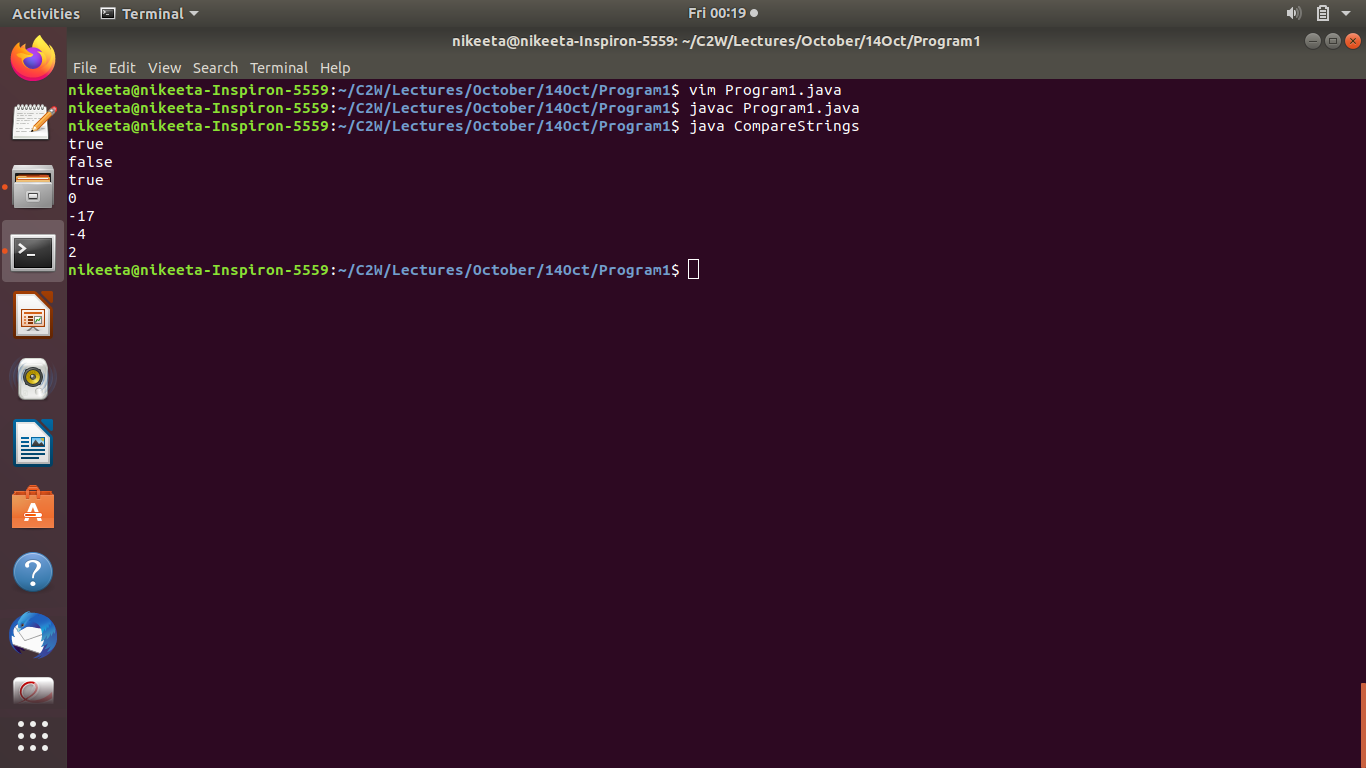 Activities Terminal Fri 00:19
nikeeta@nikeeta-Inspiron-5559: ~/C2W/Lectures/October/14Oct/Program1
File Edit View Search Terminal Help
nikeeta@nikeeta-Inspiron-5559:~/C2W/Lectures/October/14Oct/Program1$ vim Program1.java
nikeeta@nikeeta-Inspiron-5559:~/C2W/Lectures/October/14Oct/Program1$ javac Program1.java
nikeeta@nikeeta-Inspiron-5559:~/C2W/Lectures/October/14Oct/Program1$ java CompareStrings
true
false
true
0
-17
-4
2
nikeeta@nikeeta-Inspiron-5559:~/C2W/Lectures/October/14Oct/Program1$